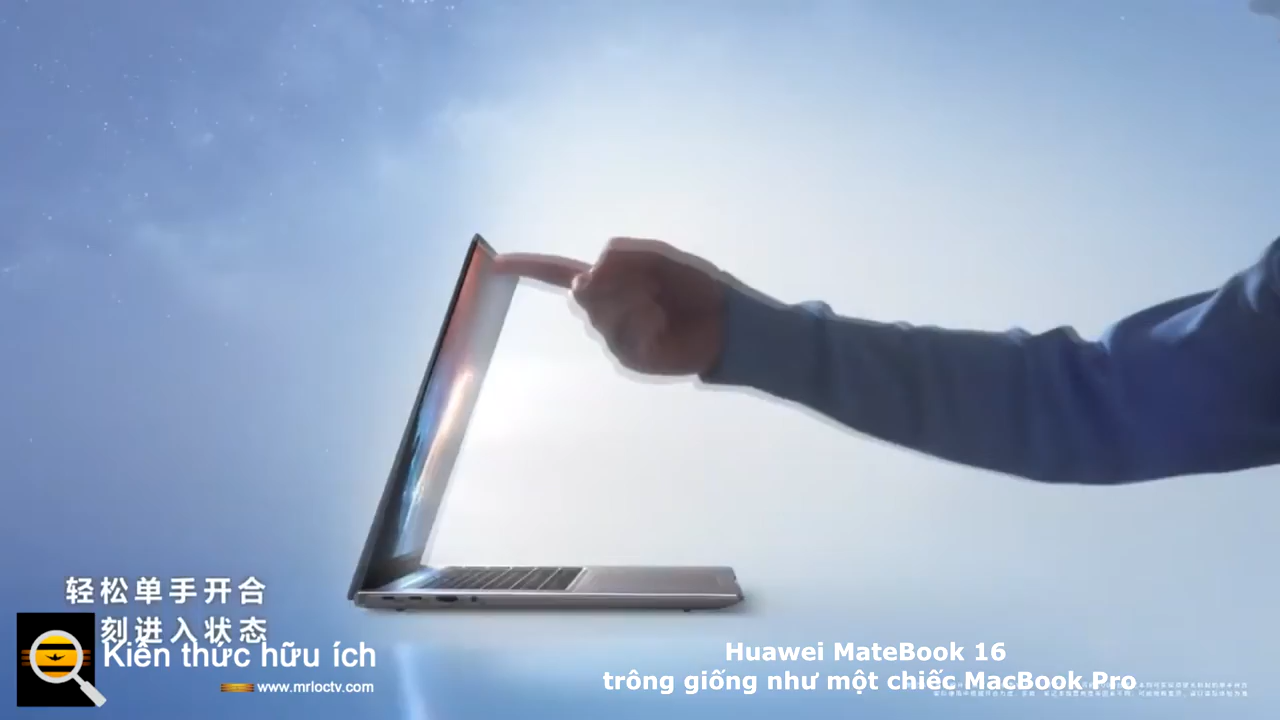 轻松单手开合
刻进入状态
Kiến thức hữu ích
www.mrloctv.com
Huawei MateBook 16
trông giống như một chiếc MacBook Pro